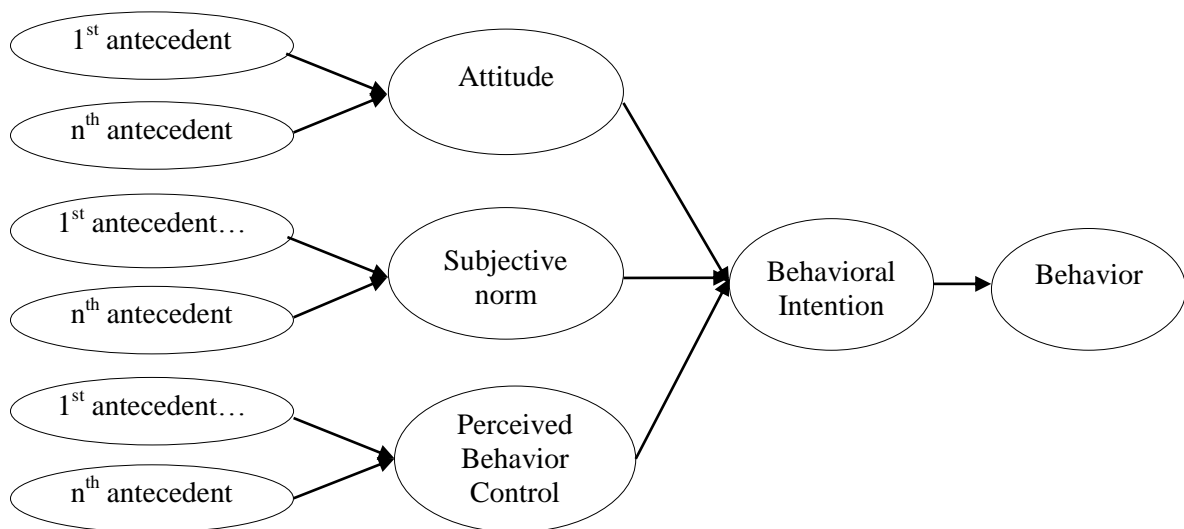 1st antecedent
nth antecedent
Attitude
1st antecedent…
nth antecedent
Subjective
norm
1st antecedent…
nth antecedent
Perceived
Behavior
Control
Behavioral
Intention
Behavior